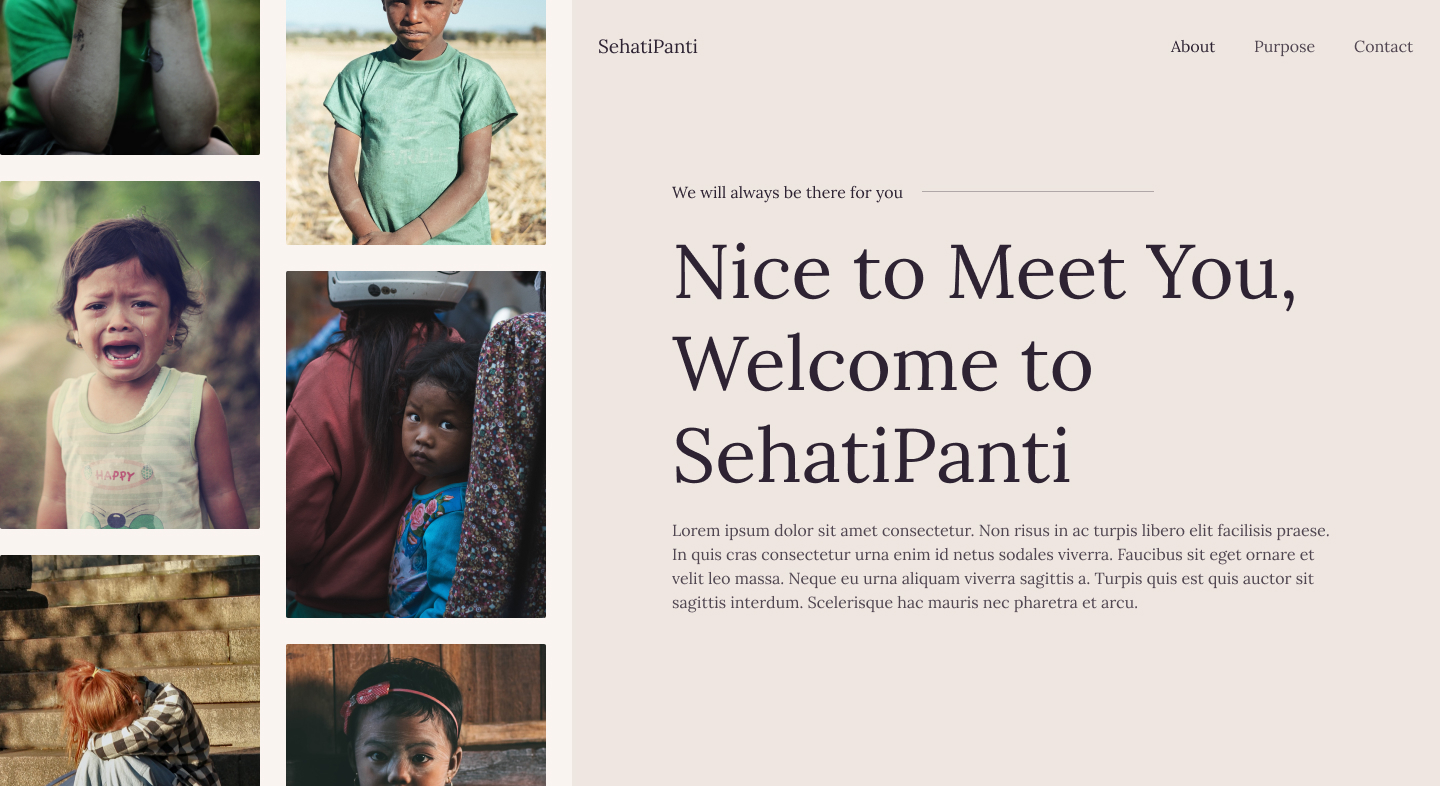 SehatiPanti
About
Purpose
Contact
We will always be there for you
Nice to Meet You,
Welcome to
SehatiPanti
Lorem ipsum dolor sit amet consectetur. Non risus in ac turpis libero elit facilisis praese.
In quis cras consectetur urna enim id netus sodales viverra. Faucibus sit eget ornare et
velit leo massa. Neque eu urna aliquam viverra sagittis a. Turpis quis est quis auctor sit
sagittis interdum. Scelerisque hac mauris nec pharetra et arcu.
HAPPY